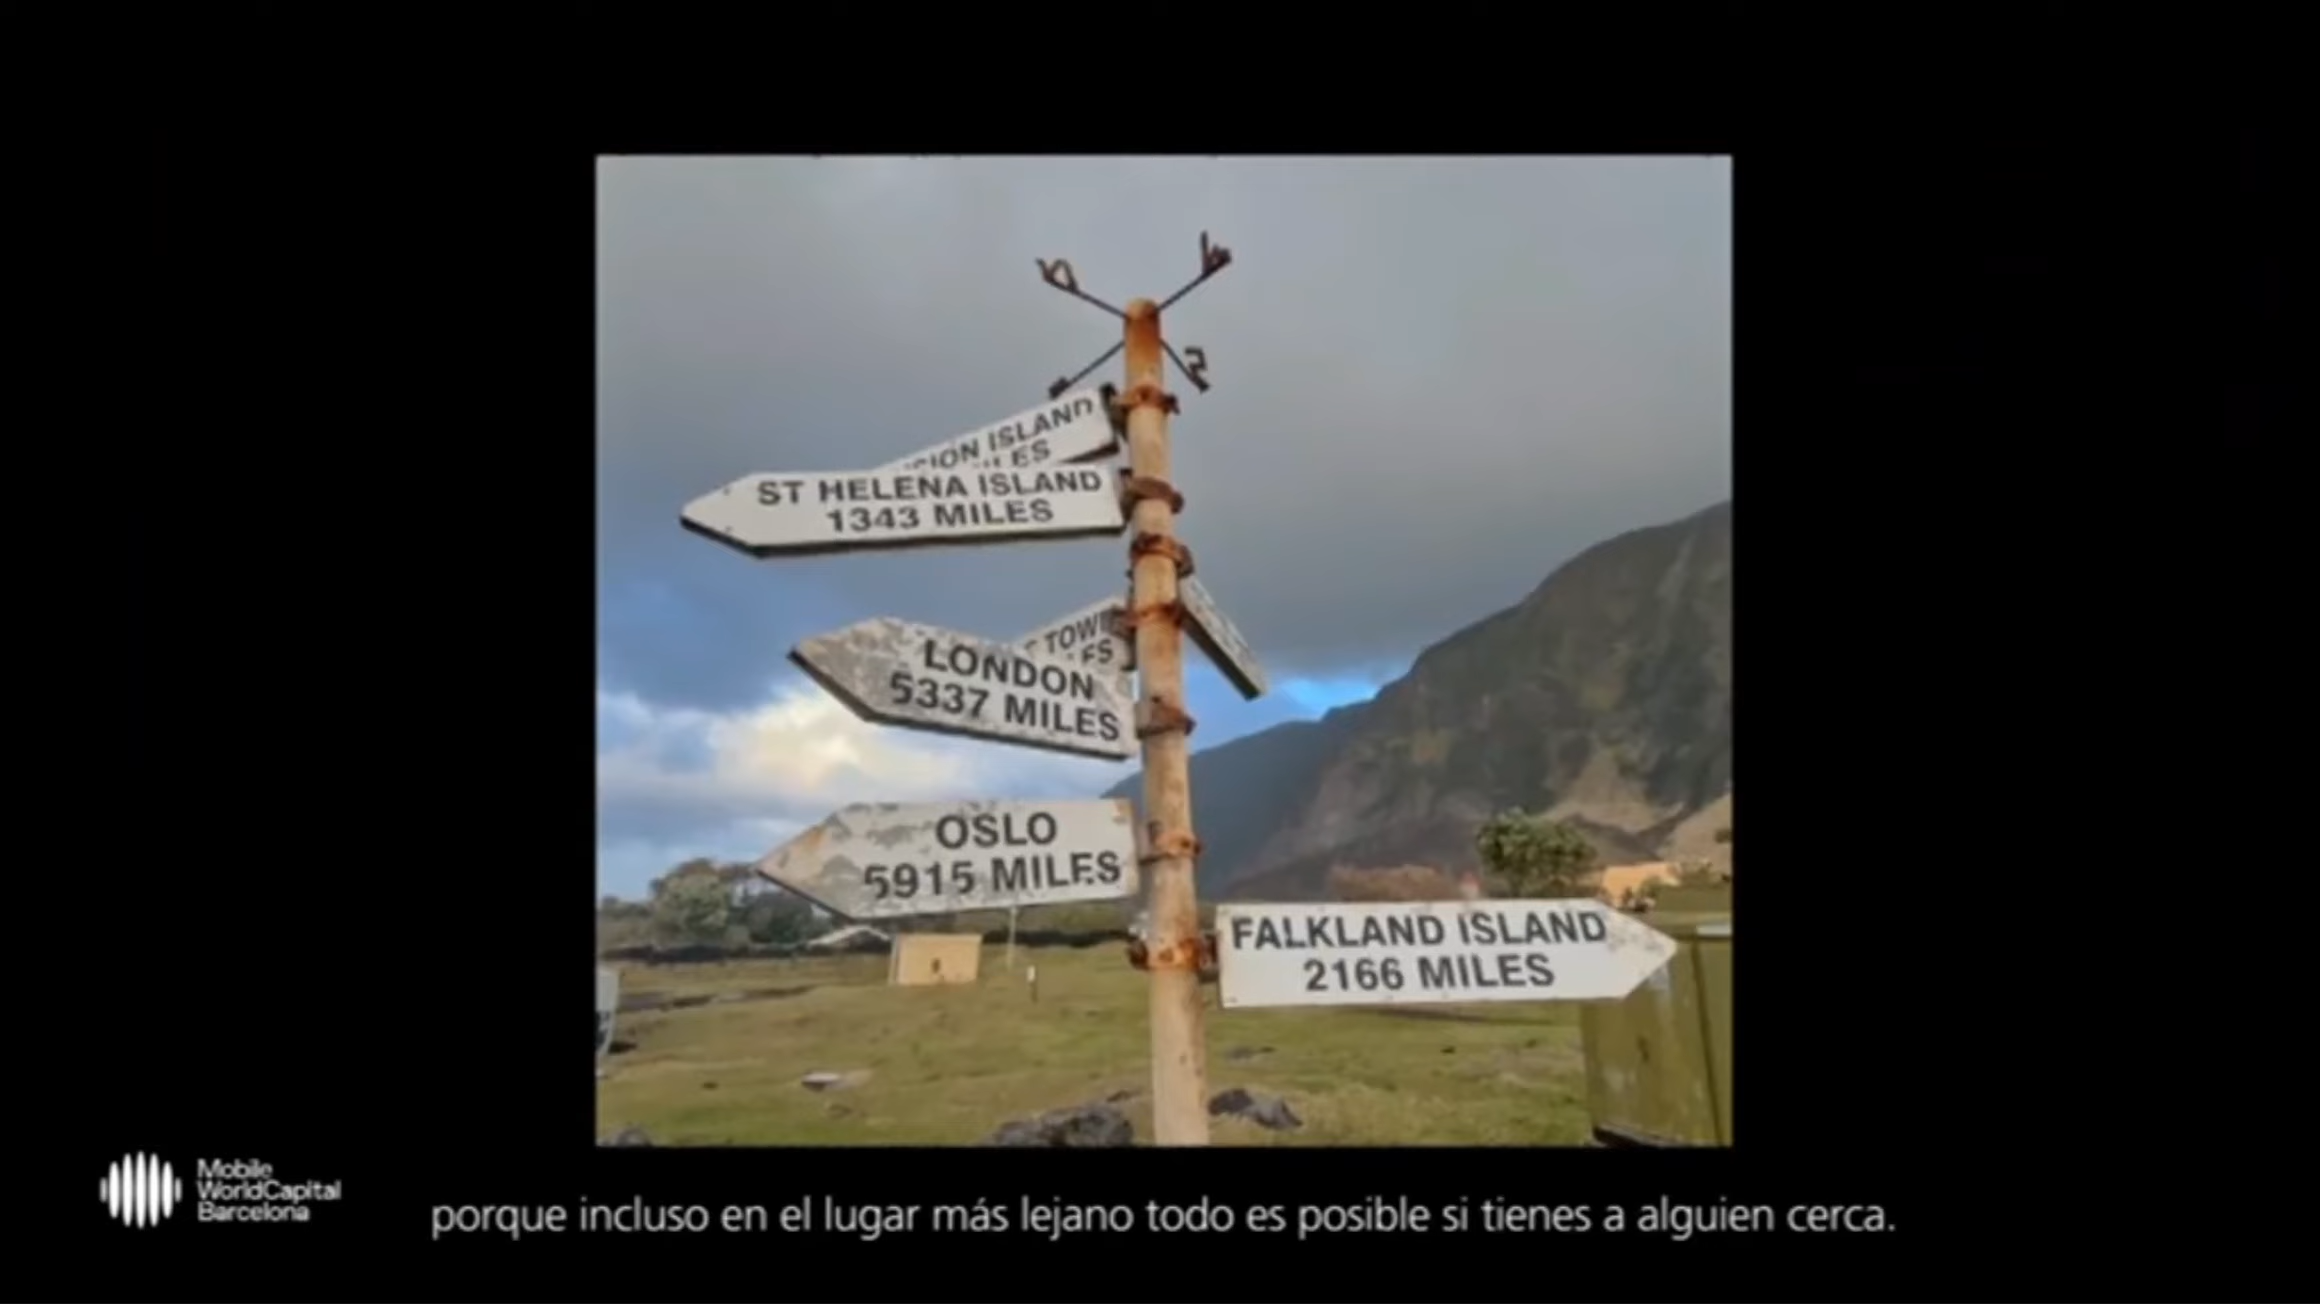 ISLAND
ST HELENA ISLAND
1343 MILES
LONDON
5337 MILES
OSLO
5915 MILES
FALKLAND ISLAND
2166 MILES
Mobile
WorldCapital
Barcelona
porque incluso en el lugar más lejano todo es posible si tienes a alguien cerca.